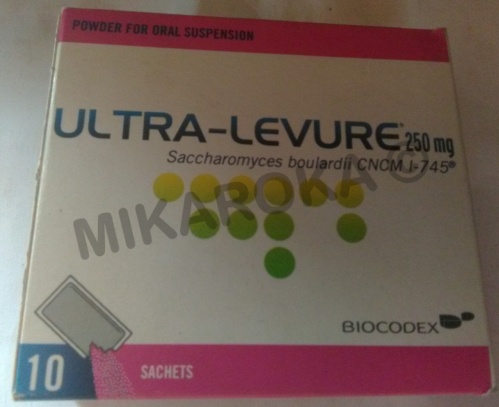 POWDER FOR ORAL SUSPENSION
ULTRA-LEVURE® 250 mg
Saccharomyces boulardii CNCM I-745®
MIKAROKA ©
BIOCODEX
10 SACHETS